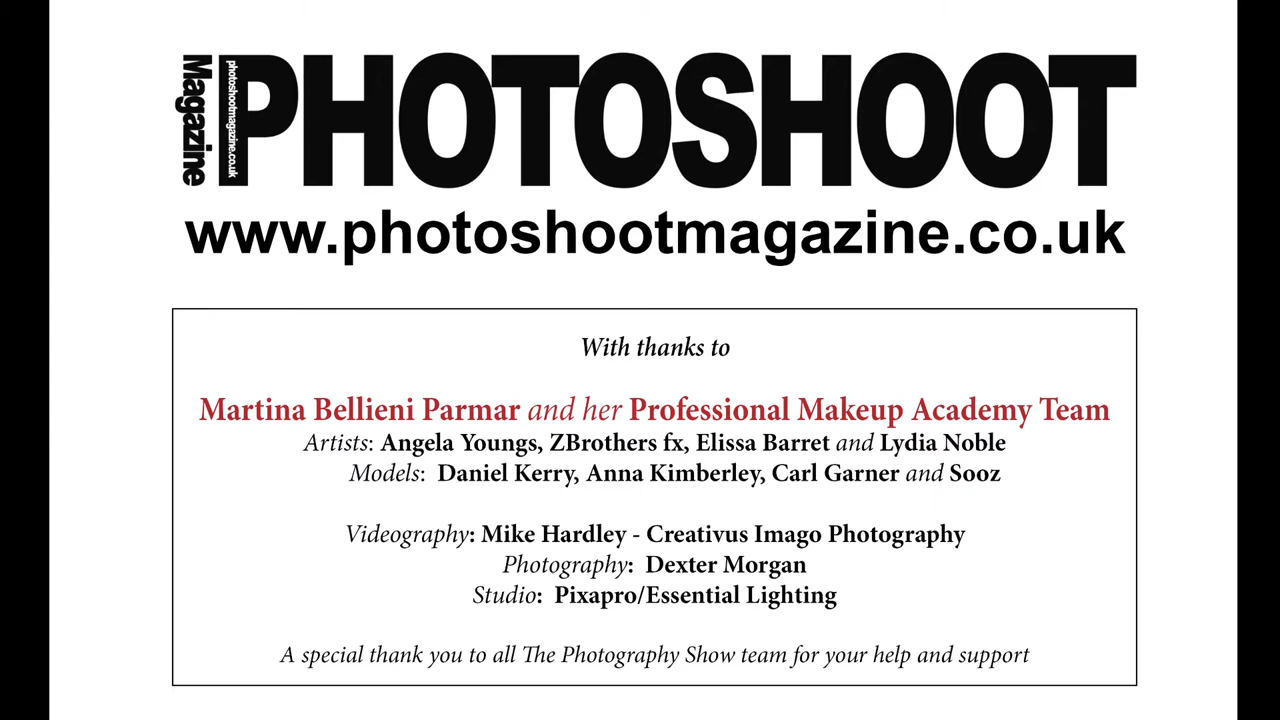 Magazine
photoshootmagazine.co.uk
PHOTOSHOOT
www.photoshootmagazine.co.uk
With thanks to
Martina Bellieni Parmar and her Professional Makeup Academy Team
Artists: Angela Youngs, ZBrothers fx, Elissa Barret and Lydia Noble
Models: Daniel Kerry, Anna Kimberley, Carl Garner and Sooz
Videography: Mike Hardley - Creativus Imago Photography
Photography: Dexter Morgan
Studio: Pixapro/Essential Lighting
A special thank you to all The Photography Show team for your help and support